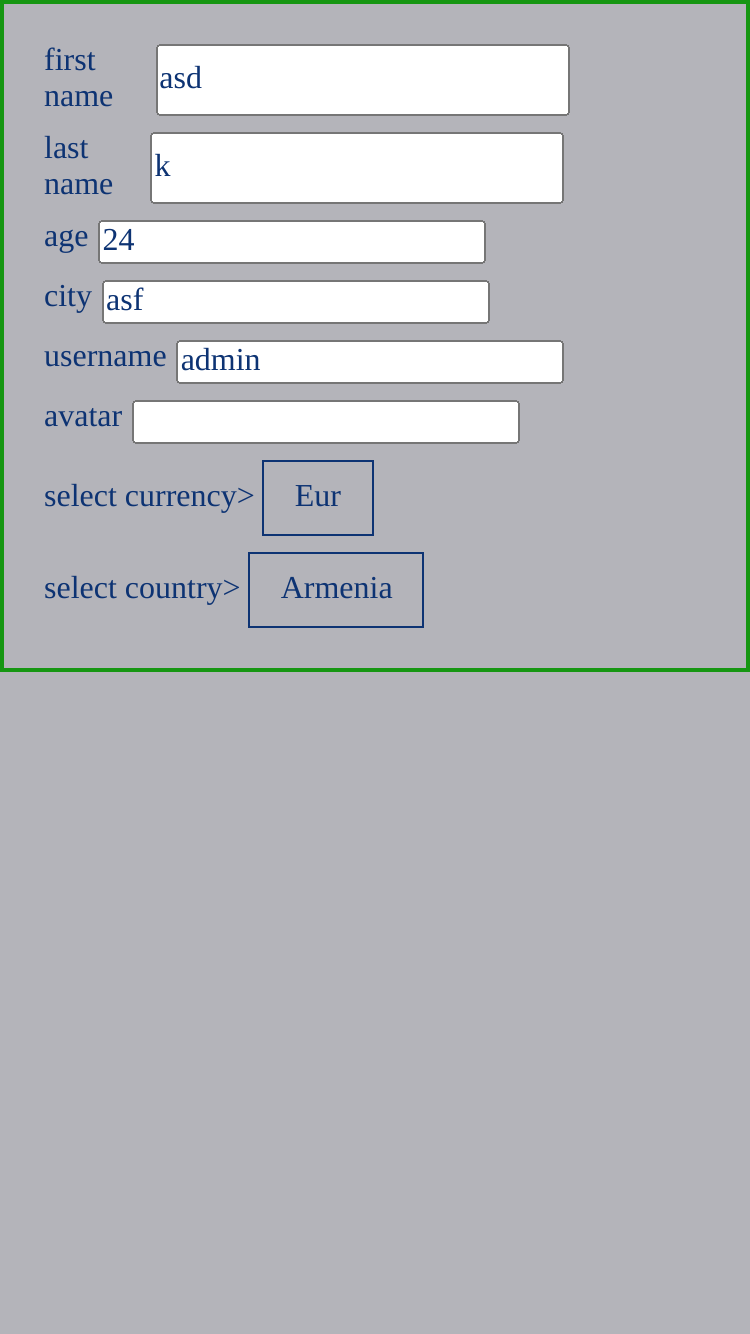 first
name
asd
last
name
k
age 24
city asf
username admin
avatar
select currency> Eur
select country> Armenia